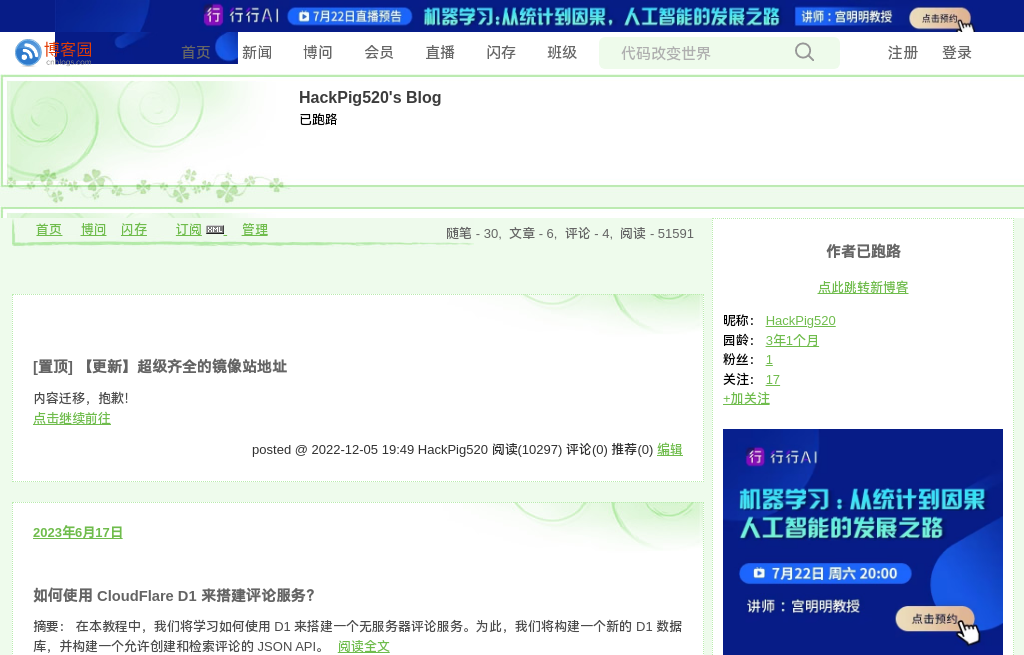 行 行行AI 7月22日直播预告 机器学习:从统计到因果，人工智能的发展之路 讲师：宫明明教授 点击预约
博客园 cnblogs.com 首页 新闻 博问 会员 直播 闪存 班级 代码改变世界 注册 登录
HackPig520's Blog
已跑路
首页 博问 闪存 订阅 XML 管理
随笔 - 30, 文章 - 6, 评论 - 4, 阅读 - 51591
[置顶] 【更新】超级齐全的镜像站地址
内容迁移，抱歉！
点击继续前往
posted @ 2022-12-05 19:49 HackPig520 阅读(10297) 评论(0) 推荐(0) 编辑
2023年6月17日
如何使用 CloudFlare D1 来搭建评论服务？
摘要： 在本教程中，我们将学习如何使用 D1 来搭建一个无服务器评论服务。为此，我们将构建一个新的 D1 数据
库，并构建一个允许创建和检索评论的 JSON API。 阅读全文
作者已跑路
点此跳转新博客
昵称： HackPig520
园龄： 3年1个月
粉丝： 1
关注： 17
+加关注
行 行行AI
机器学习:从统计到因果
人工智能的发展之路
7月22日 周六 20:00
讲师：宫明明教授
点击预约